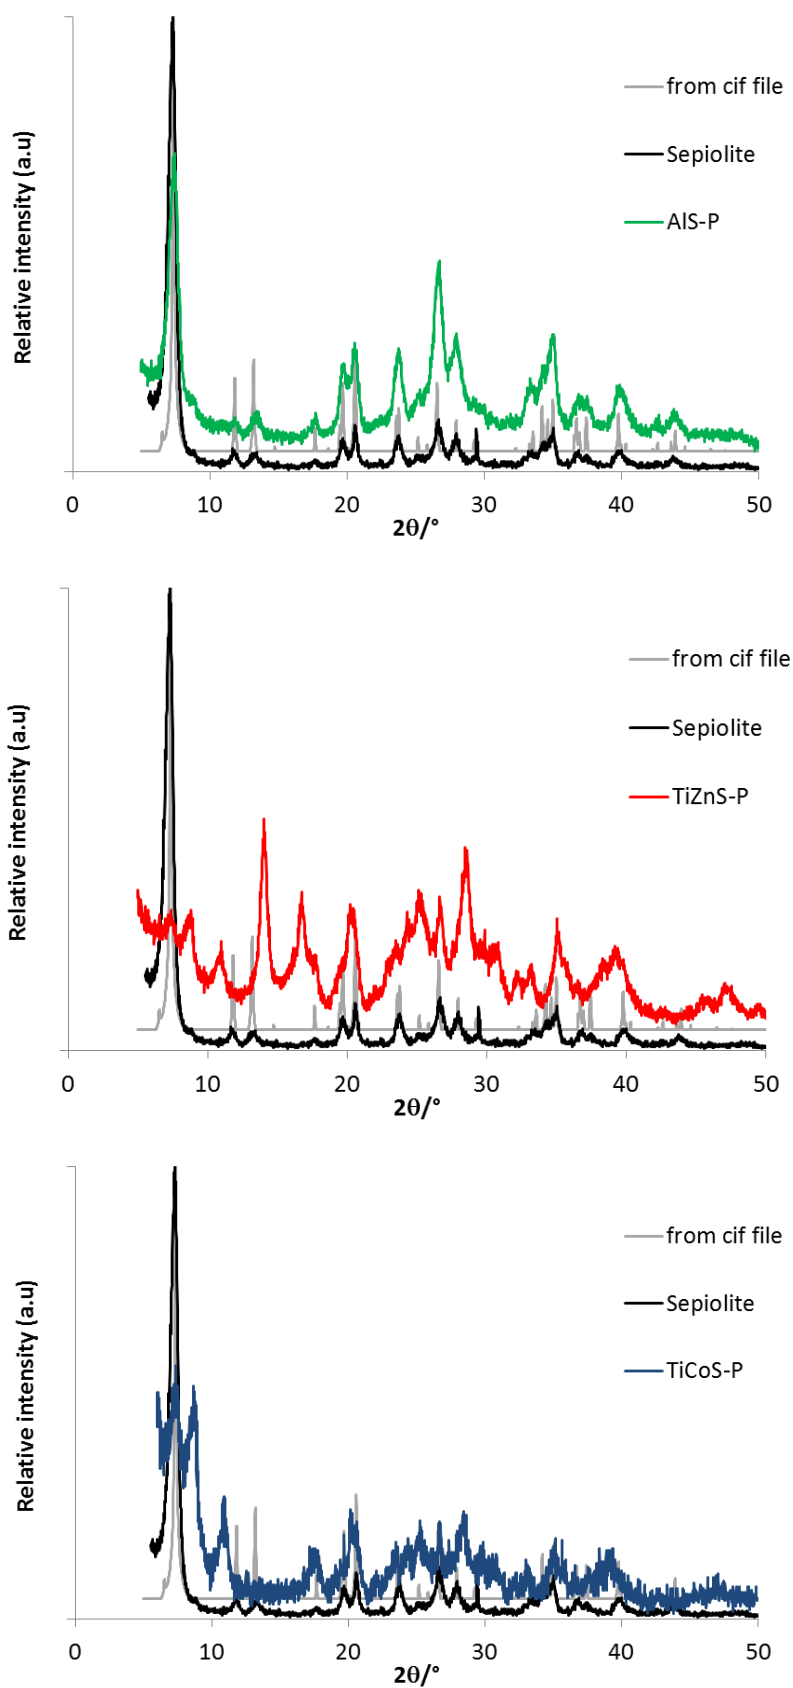 Relative intensity (a.u)
from cif file
Sepiolite
AlS-P
0 10 20 30 40 50
2θ/°
Relative intensity (a.u)
from cif file
Sepiolite
TiZnS-P
0 10 20 30 40 50
2θ/°
Relative intensity (a.u)
from cif file
Sepiolite
TiCoS-P
0 10 20 30 40 50
2θ/°